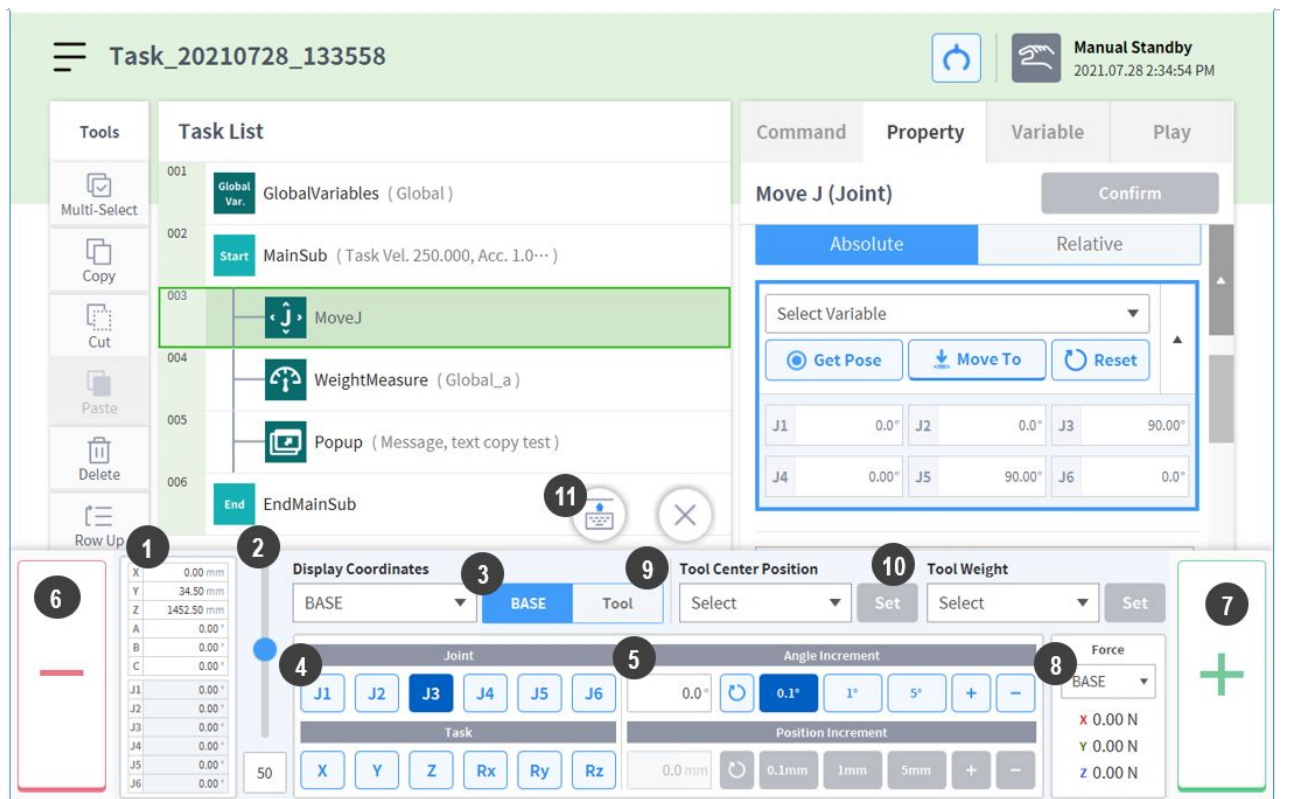 Task_20210728_133558
Manual Standby
2021.07.28 2:34:54 PM
Tools
Multi-Select
Copy
Cut
Paste
Delete
Row Up
Task List
001
Global Var.
GlobalVariables ( Global )
002
Start
MainSub ( Task Vel. 250.000, Acc. 1.0··· )
003
J
MoveJ
004
WeightMeasure ( Global_a )
005
Popup ( Message, text copy test )
006
End
EndMainSub
11
Command Property Variable Play
Move J (Joint) Confirm
Absolute Relative
Select Variable
Get Pose Move To Reset
J1 0.0° J2 0.0° J3 90.00°
J4 0.00° J5 90.00° J6 0.0°
6
1
X 0.00 mm
Y 34.50 mm
Z 1452.50 mm
A 0.00 °
B 0.00 °
C 0.00 °
J1 0.00 °
J2 0.00 °
J3 0.00 °
J4 0.00 °
J5 0.00 °
J6 0.00 °
2
50
Display Coordinates
BASE
3
BASE Tool
9
Tool Center Position
Select
10
Set
Tool Weight
Select Set
4
Joint
J1 J2 J3 J4 J5 J6
Task
X Y Z Rx Ry Rz
5
Angle Increment
0.0° 0.1° 1° 5° + −
Position Increment
0.0 mm 0.1mm 1mm 5mm + −
8
Force
BASE
X 0.00 N
Y 0.00 N
Z 0.00 N
7